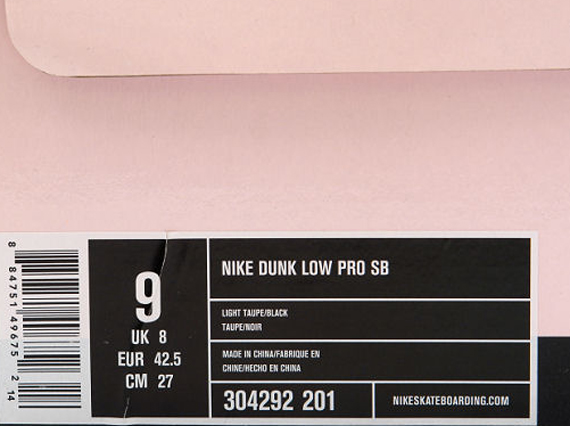 8 84751 49675 2 14
9
UK 8
EUR 42.5
CM 27
NIKE DUNK LOW PRO SB
LIGHT TAUPE/BLACK
TAUPE/NOIR
MADE IN CHINA/FABRIQUE EN
CHINE/HECHO EN CHINA
304292 201
NIKESKATEBOARDING.COM